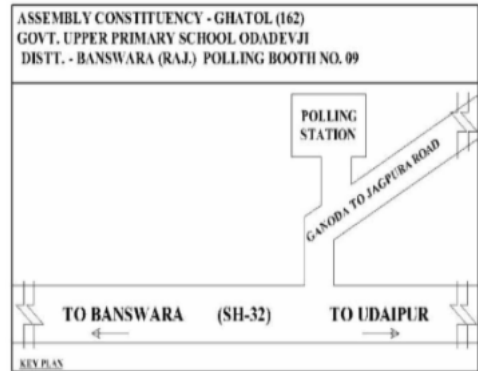 ASSEMBLY CONSTITUENCY - GHATOL (162)
GOVT. UPPER PRIMARY SCHOOL ODADEVJI
DISTT. - BANSWARA (RAJ.) POLLING BOOTH NO. 09
POLLING
STATION
GANODA TO JAGPURA ROAD
TO BANSWARA (SH-32) TO UDAIPUR
KEY PLAN